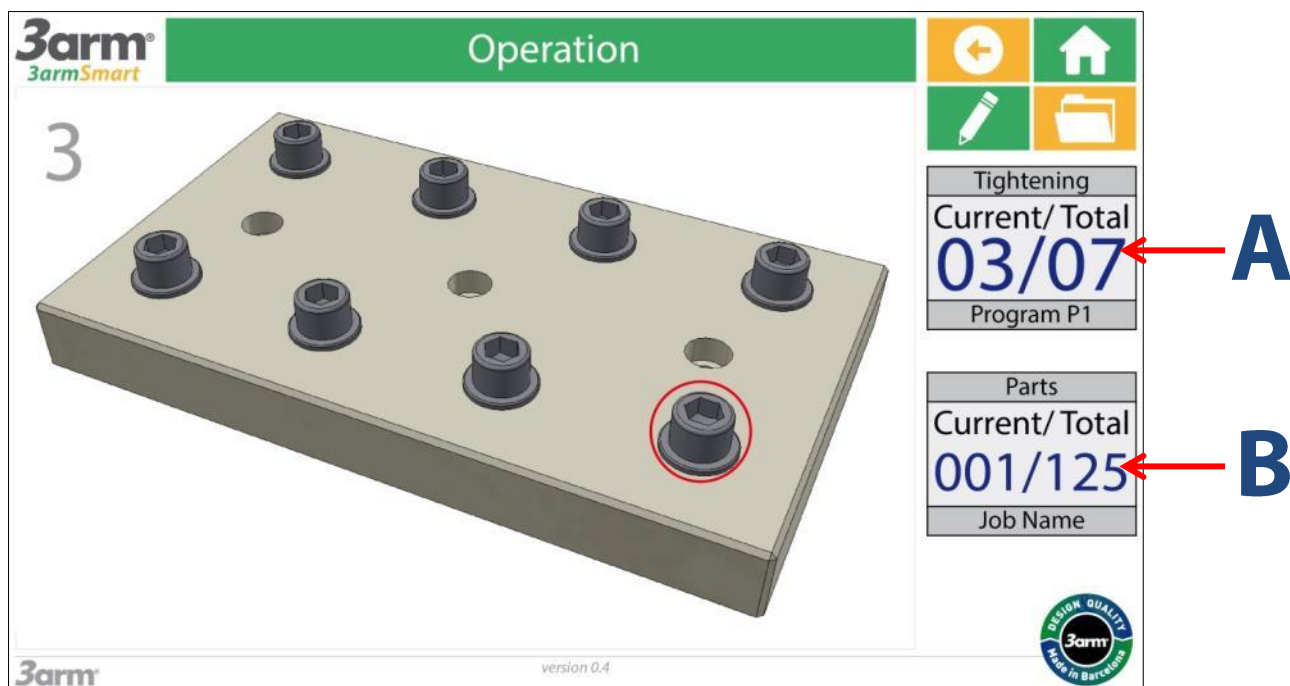 3arm®
3armSmart
Operation
3
Tightening
Current/ Total
03/07
Program P1
A
Parts
Current/ Total
001/125
Job Name
B
DESIGN QUALITY
3arm
Made in Barcelona
3arm®
version 0.4